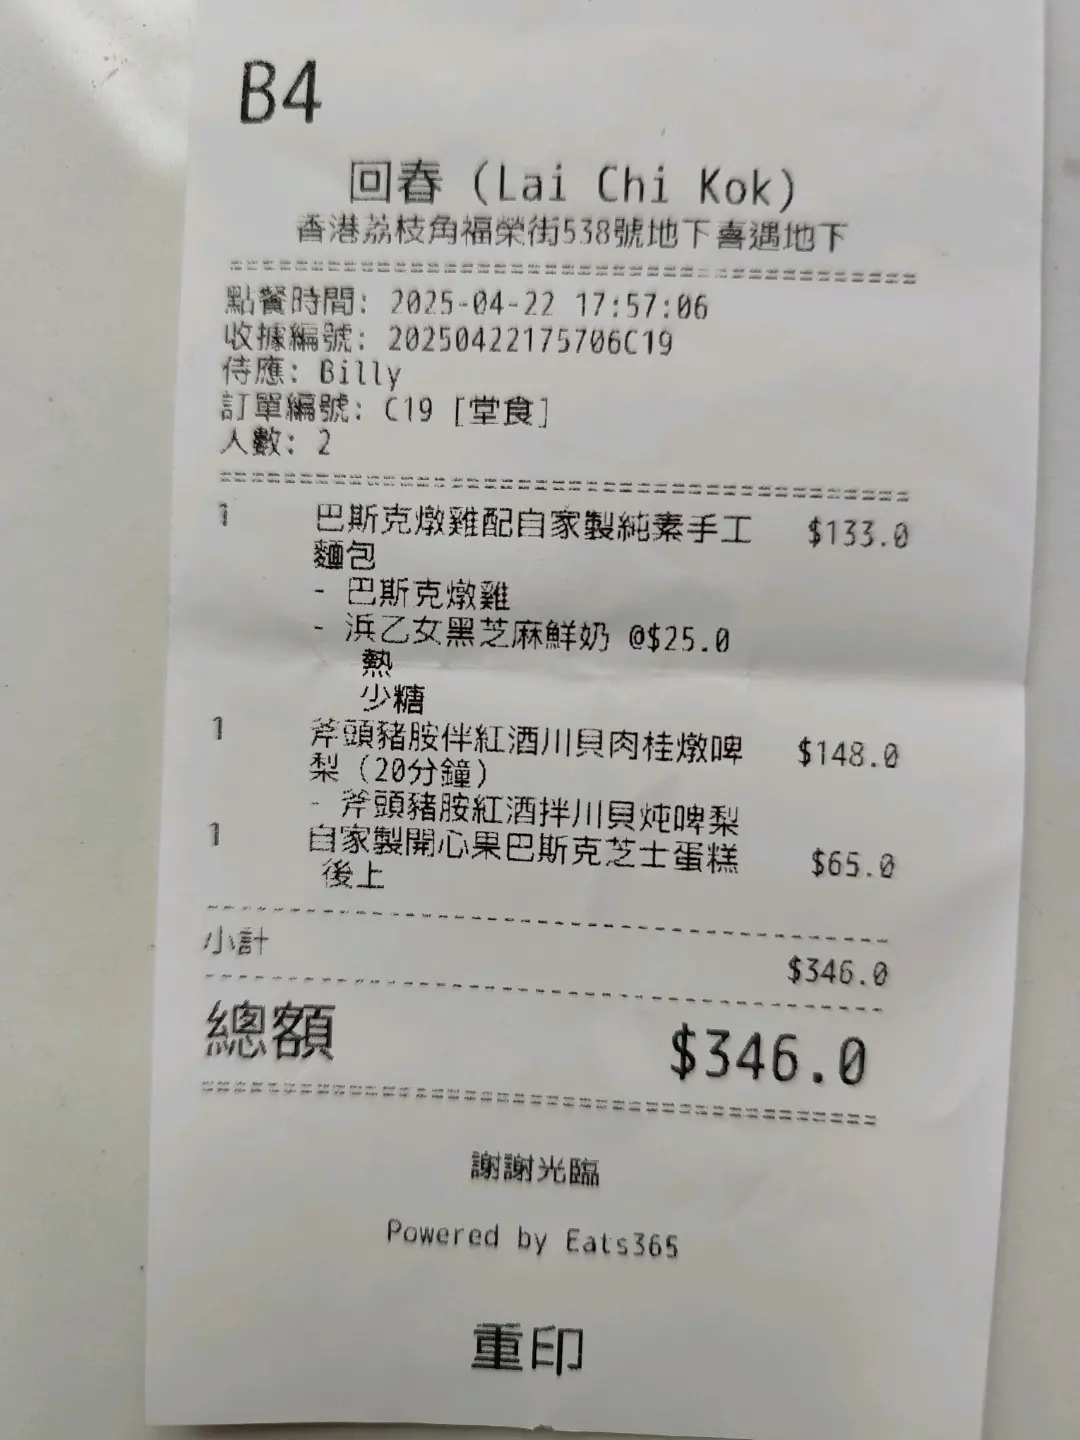 B4
回春 (Lai Chi Kok)
香港荔枝角福榮街538號地下喜遇地下
點餐時間: 2025-04-22 17:57:06
收據編號: 20250422175706C19
侍應: Billy
訂單編號: C19 [堂食]
人數: 2
1 巴斯克燉雞配自家製純素手工 $133.0
麵包
- 巴斯克燉雞
- 浜乙女黑芝麻鮮奶 @$25.0
熱
少糖
1 斧頭豬胺伴紅酒川貝肉桂燉啤 $148.0
梨 (20分鐘)
- 斧頭豬胺紅酒拌川貝炖啤梨
1 自家製開心果巴斯克芝士蛋糕 $65.0
後上
小計 $346.0
總額 $346.0
謝謝光臨
Powered by Eats365
重印